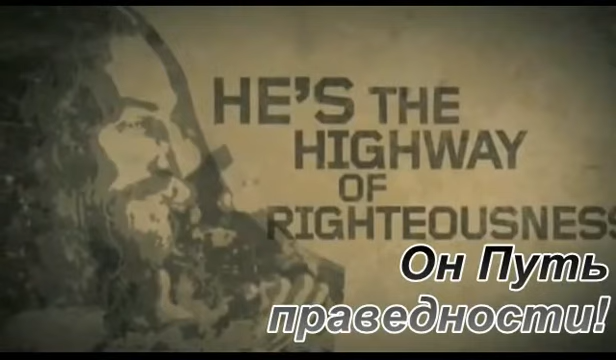 HE'S THE
HIGHWAY
OF
RIGHTEOUSNESS
Он Путь
праведности!